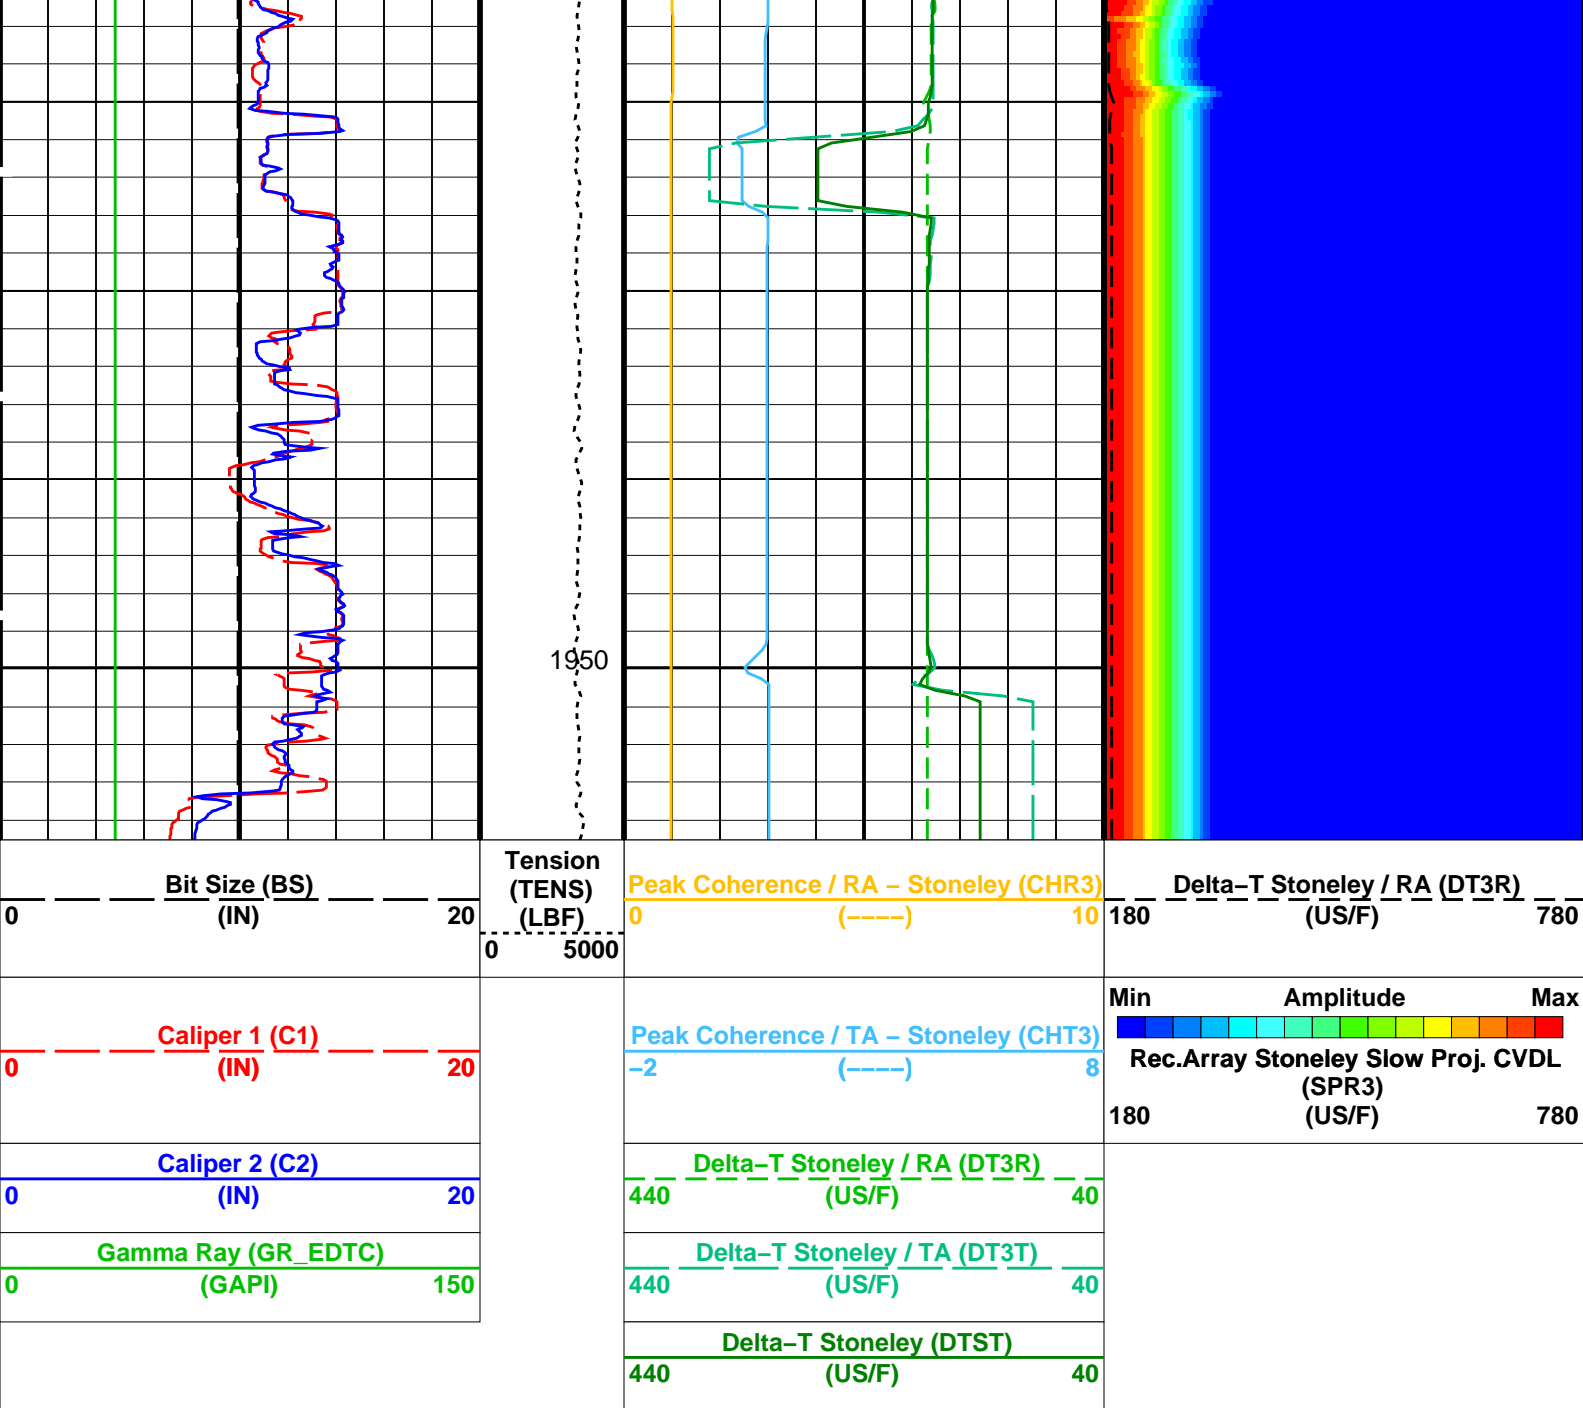 1950
Bit Size (BS)
0 (IN) 20
Tension
(TENS)
(LBF)
0 5000
Peak Coherence / RA – Stoneley (CHR3)
0 (––––) 10
Delta–T Stoneley / RA (DT3R)
180 (US/F) 780
Caliper 1 (C1)
0 (IN) 20
Peak Coherence / TA – Stoneley (CHT3)
–2 (––––) 8
Min Amplitude Max
Rec.Array Stoneley Slow Proj. CVDL
(SPR3)
180 (US/F) 780
Caliper 2 (C2)
0 (IN) 20
Delta–T Stoneley / RA (DT3R)
440 (US/F) 40
Gamma Ray (GR_EDTC)
0 (GAPI) 150
Delta–T Stoneley / TA (DT3T)
440 (US/F) 40
Delta–T Stoneley (DTST)
440 (US/F) 40